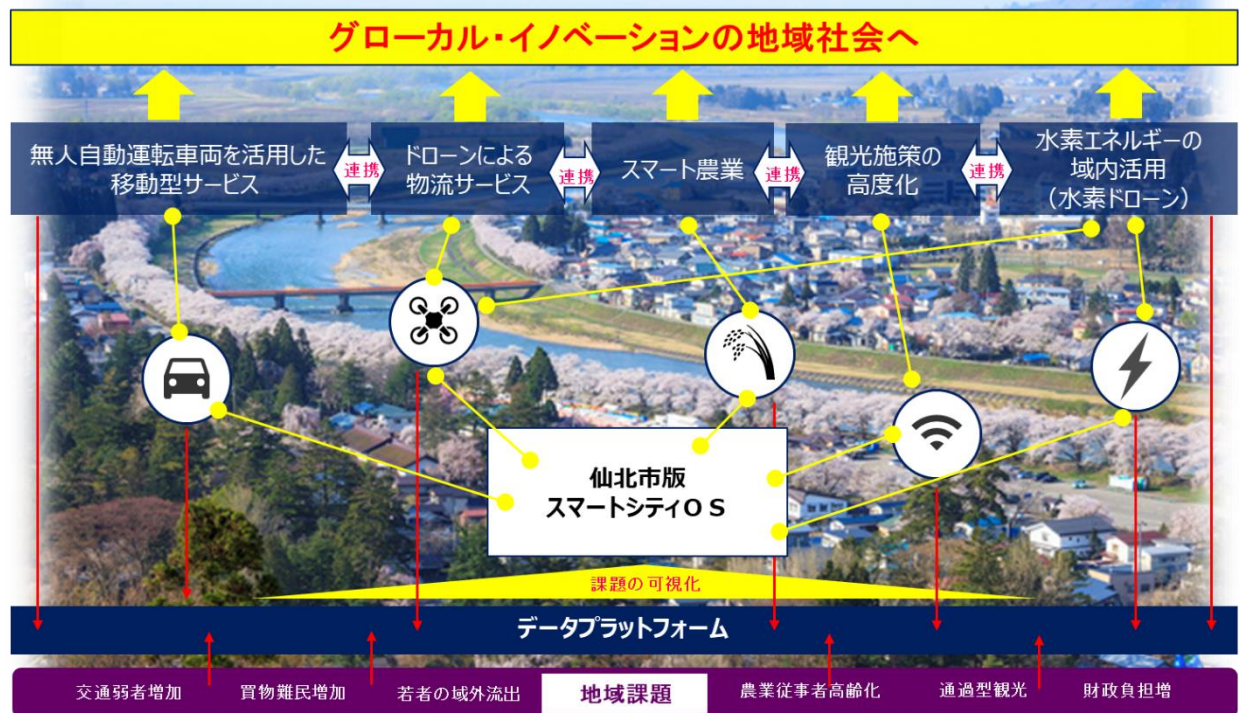 グローカル・イノベーションの地域社会へ
無人自動運転車両を活用した
移動型サービス
連携
ドローンによる
物流サービス
連携
スマート農業
連携
観光施策の
高度化
連携
水素エネルギーの
域内活用
（水素ドローン）
仙北市版
スマートシティＯＳ
課題の可視化
データプラットフォーム
交通弱者増加
買物難民増加
若者の域外流出
地域課題
農業従事者高齢化
通過型観光
財政負担増